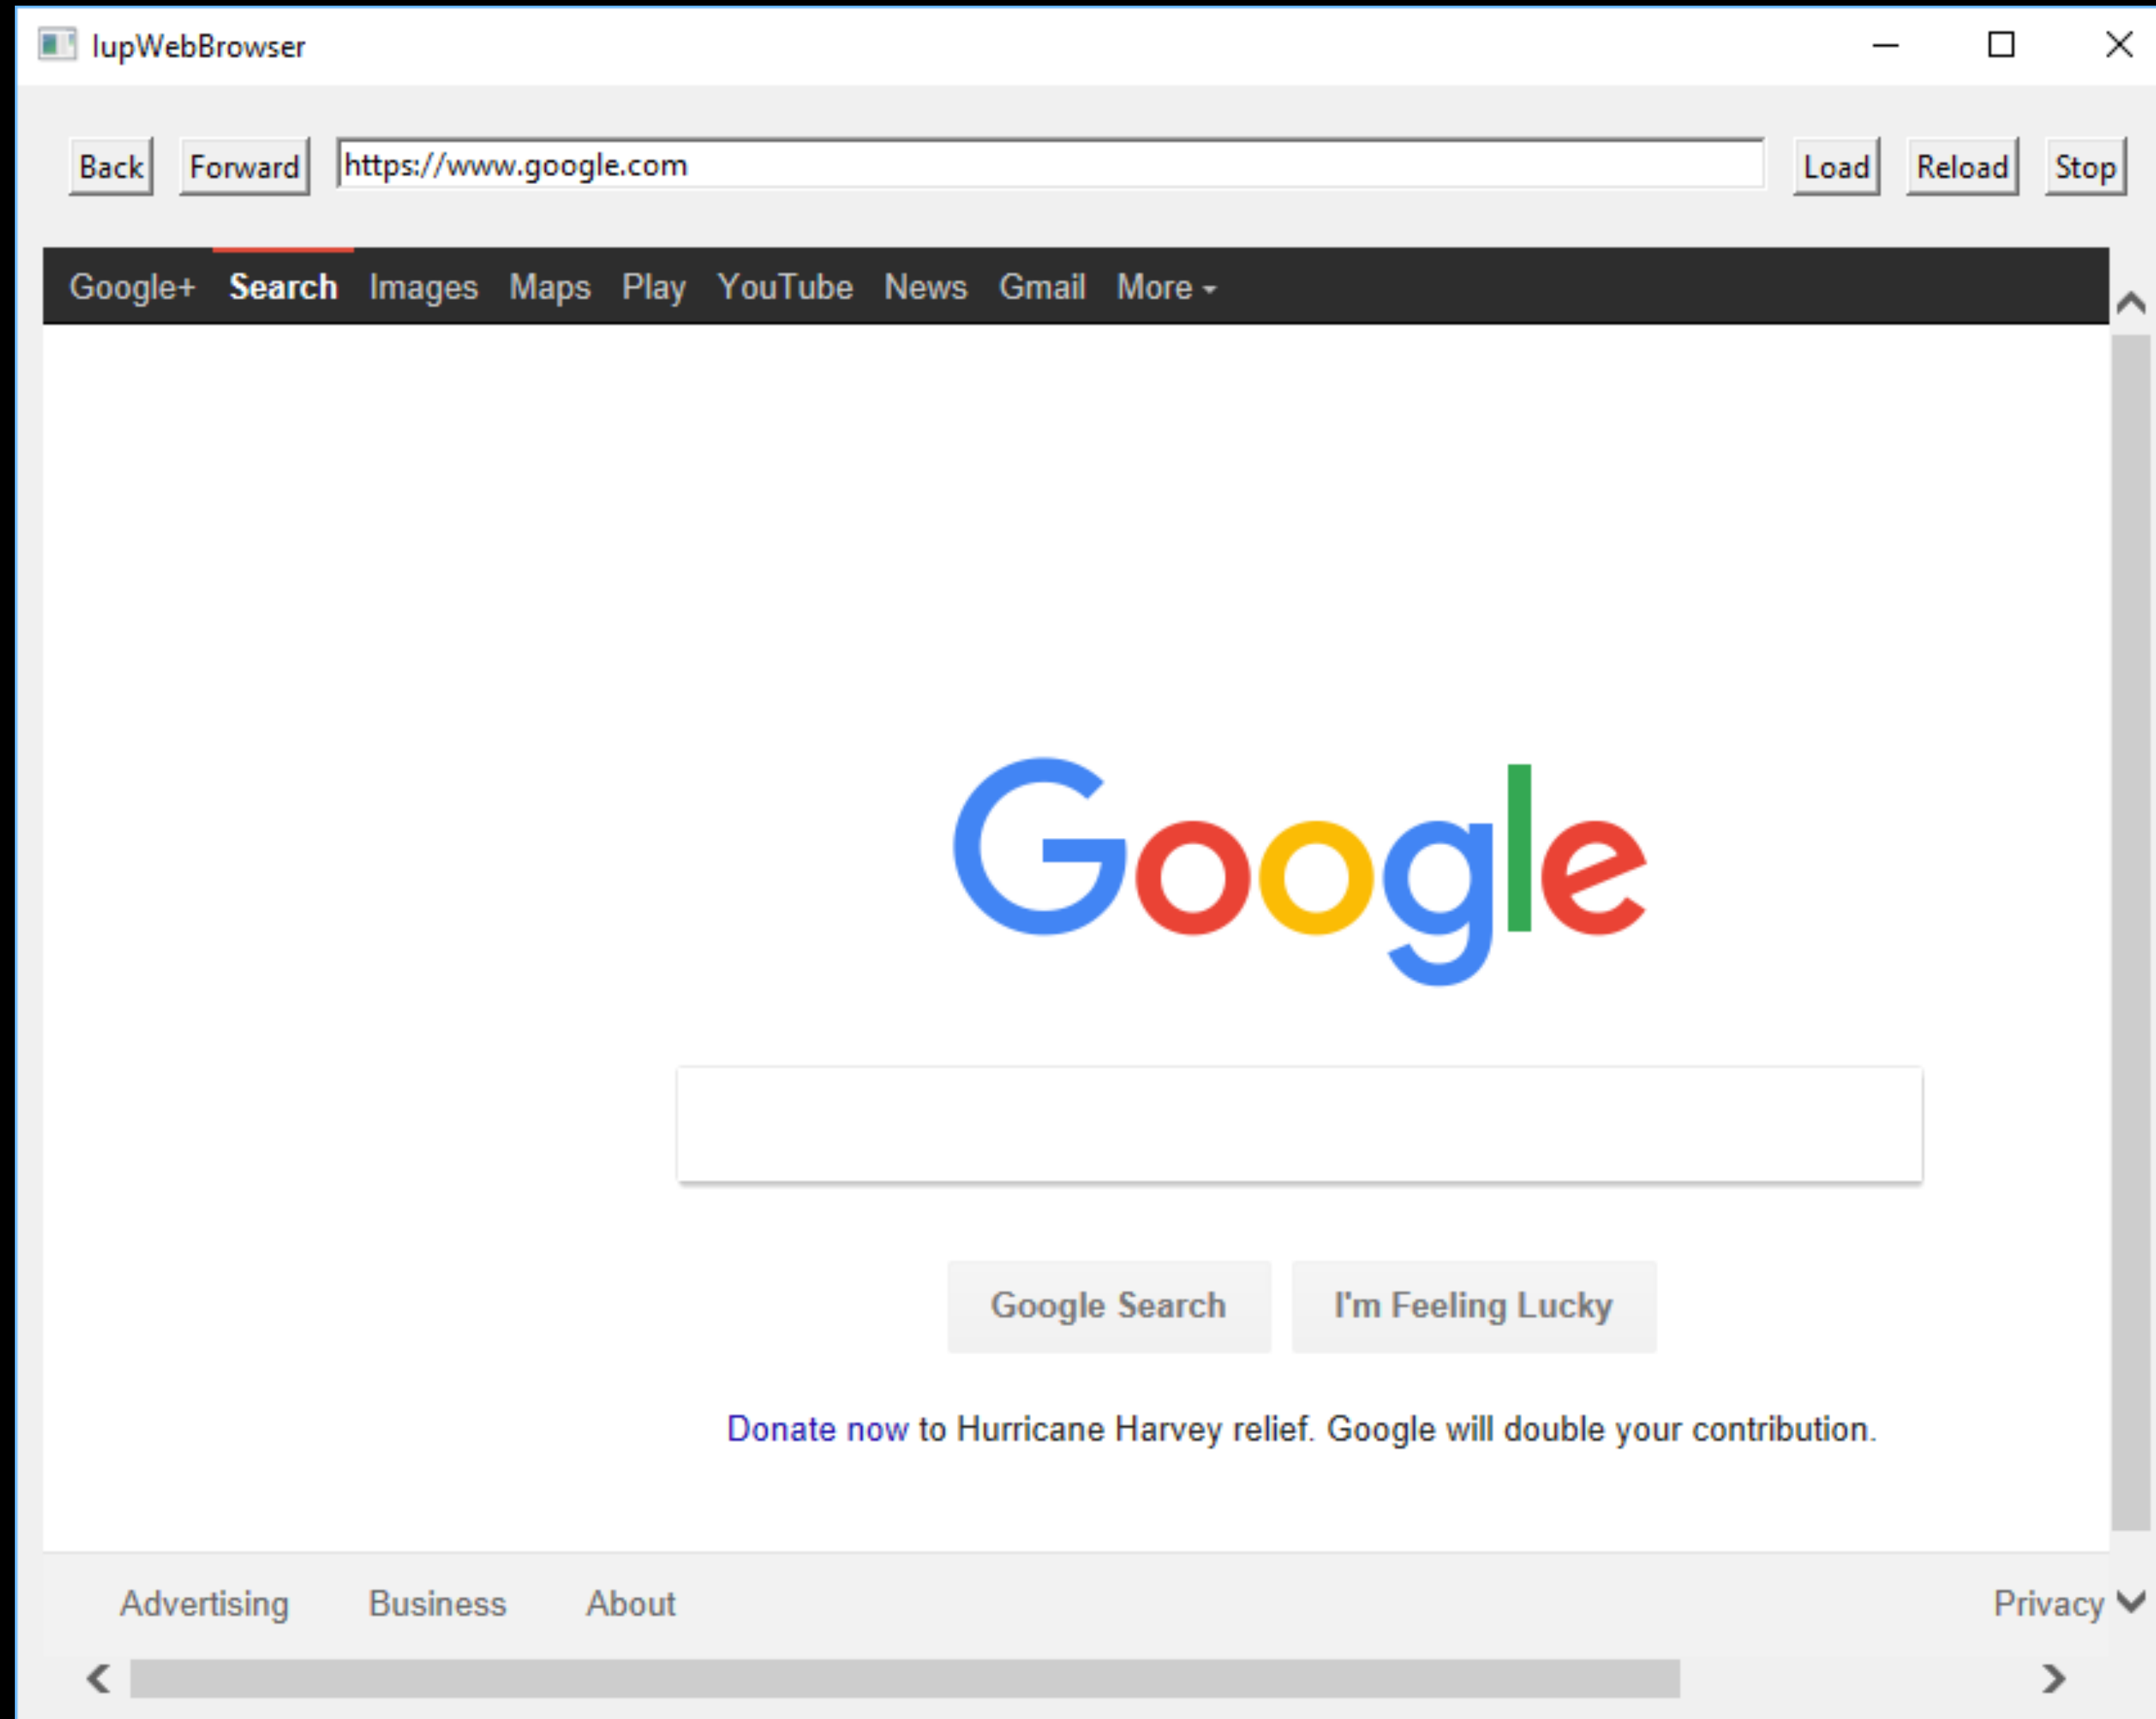 IupWebBrowser
Back Forward https://www.google.com Load Reload Stop
Google+ Search Images Maps Play YouTube News Gmail More
Google
Google Search I'm Feeling Lucky
Donate now to Hurricane Harvey relief. Google will double your contribution.
Advertising Business About Privacy